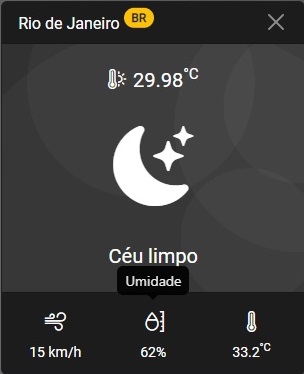 Rio de Janeiro BR
29.98°C
Céu limpo
Umidade
15 km/h 62% 33.2°C